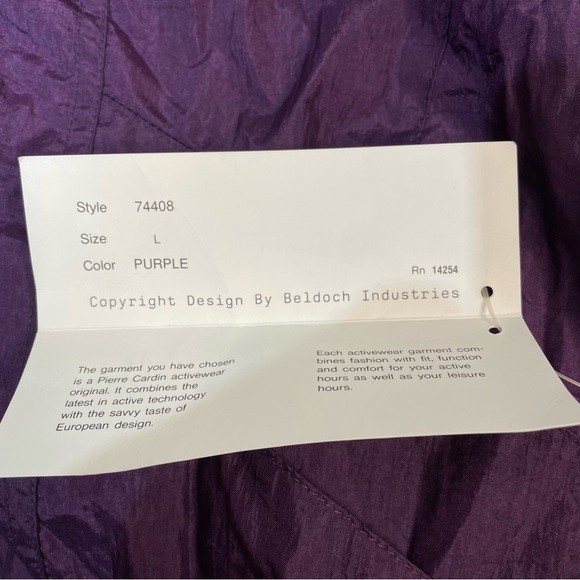 Style 74408
Size L
Color PURPLE
Rn 14254
Copyright Design By Beldoch Industries
The garment you have chosen
is a Pierre Cardin activewear
original. It combines the
latest in active technology
with the savvy taste of
European design.
Each activewear garment com-
bines fashion with fit, function
and comfort for your active
hours as well as your leisure
hours.